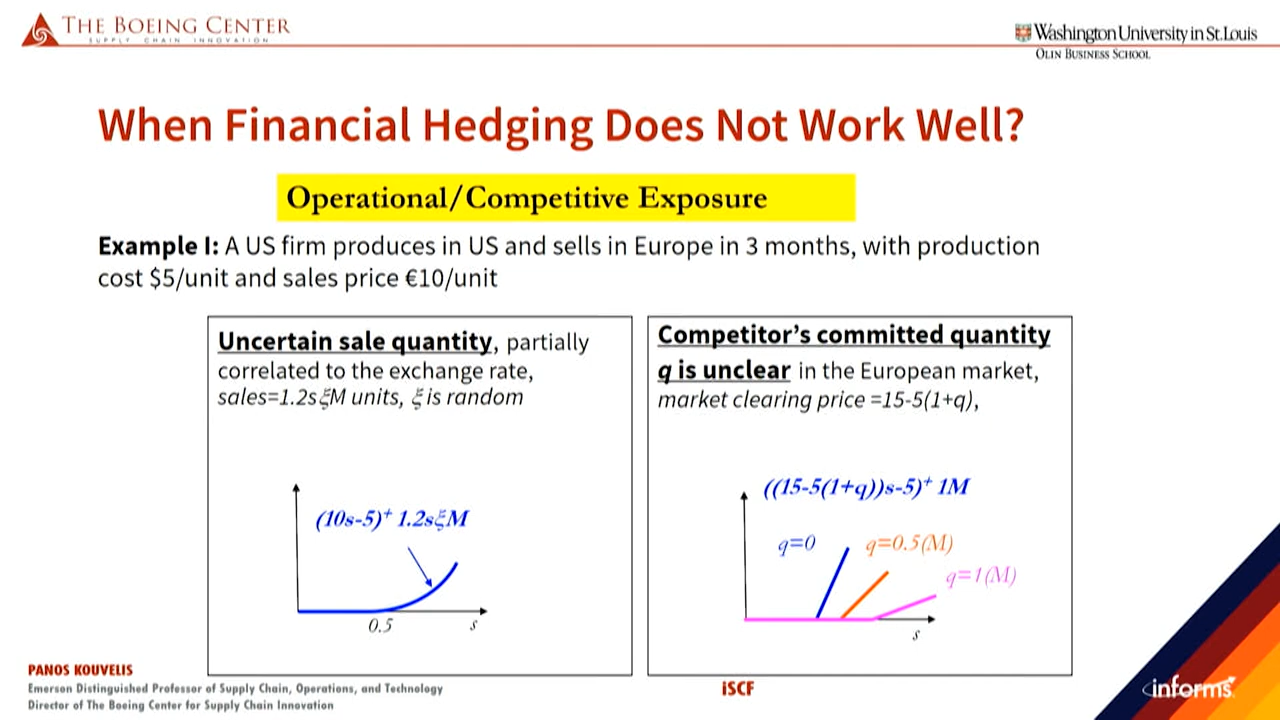 THE BOEING CENTER
SUPPLY CHAIN INNOVATION
Washington University in St.Louis
OLIN BUSINESS SCHOOL
When Financial Hedging Does Not Work Well?
Operational/Competitive Exposure
Example I: A US firm produces in US and sells in Europe in 3 months, with production
cost $5/unit and sales price €10/unit
Uncertain sale quantity, partially
correlated to the exchange rate,
sales=1.2sξM units, ξ is random
(10s-5)⁺ 1.2sξM
0.5
s
Competitor's committed quantity
q is unclear in the European market,
market clearing price =15-5(1+q),
((15-5(1+q))s-5)⁺ 1M
q=0
q=0.5(M)
q=1(M)
s
PANOS KOUVELIS
Emerson Distinguished Professor of Supply Chain, Operations, and Technology
Director of The Boeing Center for Supply Chain Innovation
iSCF
informs